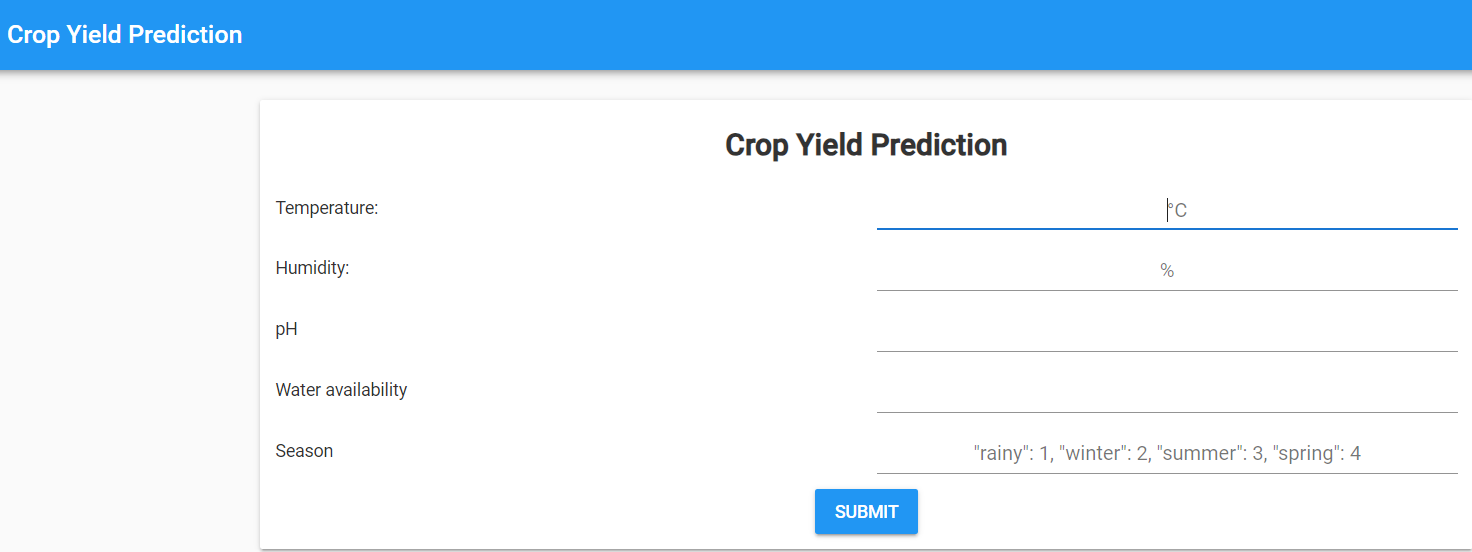 Crop Yield Prediction
Crop Yield Prediction
Temperature: °C
Humidity: %
pH
Water availability
Season "rainy": 1, "winter": 2, "summer": 3, "spring": 4
SUBMIT